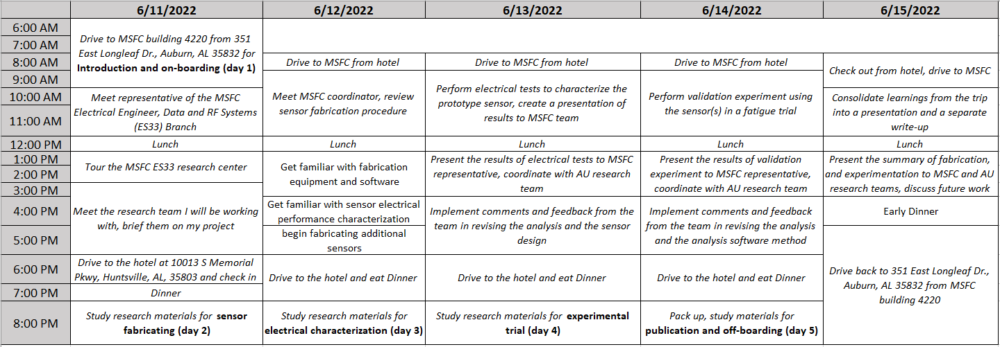 6/11/2022 6/12/2022 6/13/2022 6/14/2022 6/15/2022
6:00 AM
7:00 AM
8:00 AM
9:00 AM
10:00 AM
11:00 AM
12:00 PM
1:00 PM
2:00 PM
3:00 PM
4:00 PM
5:00 PM
6:00 PM
7:00 PM
8:00 PM
Drive to MSFC building 4220 from 351
East Longleaf Dr., Auburn, AL 35832 for
Introduction and on-boarding (day 1)
Meet representative of the MSFC
Electrical Engineer, Data and RF Systems
(ES33) Branch
Lunch
Tour the MSFC ES33 research center
Meet the research team I will be working
with, brief them on my project
Drive to the hotel at 10013 S Memorial
Pkwy, Huntsville, AL, 35803 and check in
Dinner
Study research materials for sensor
fabricating (day 2)
Drive to MSFC from hotel
Meet MSFC coordinator, review
sensor fabrication procedure
Lunch
Get familiar with fabrication
equipment and software
Get familiar with sensor electrical
performance characterization
begin fabricating additional
sensors
Drive to the hotel and eat Dinner
Study research materials for
electrical characterization (day 3)
Drive to MSFC from hotel
Perform electrical tests to characterize the
prototype sensor, create a presentation of
results to MSFC team
Lunch
Present the results of electrical tests to MSFC
representative, coordinate with AU research
team
Implement comments and feedback from the
team in revising the analysis and the sensor
design
Drive to the hotel and eat Dinner
Study research materials for experimental
trial (day 4)
Drive to MSFC from hotel
Perform validation experiment using
the sensor(s) in a fatigue trial
Lunch
Present the results of validation
experiment to MSFC representative,
coordinate with AU research team
Implement comments and feedback
from the team in revising the analysis
and the analysis software method
Drive to the hotel and eat Dinner
Pack up, study materials for
publication and off-boarding (day 5)
Check out from hotel, drive to MSFC
Consolidate learnings from the trip
into a presentation and a separate
write-up
Lunch
Present the summary of fabrication,
and experimentation to MSFC and AU
research teams, discuss future work
Early Dinner
Drive back to 351 East Longleaf Dr.,
Auburn, AL 35832 from MSFC
building 4220